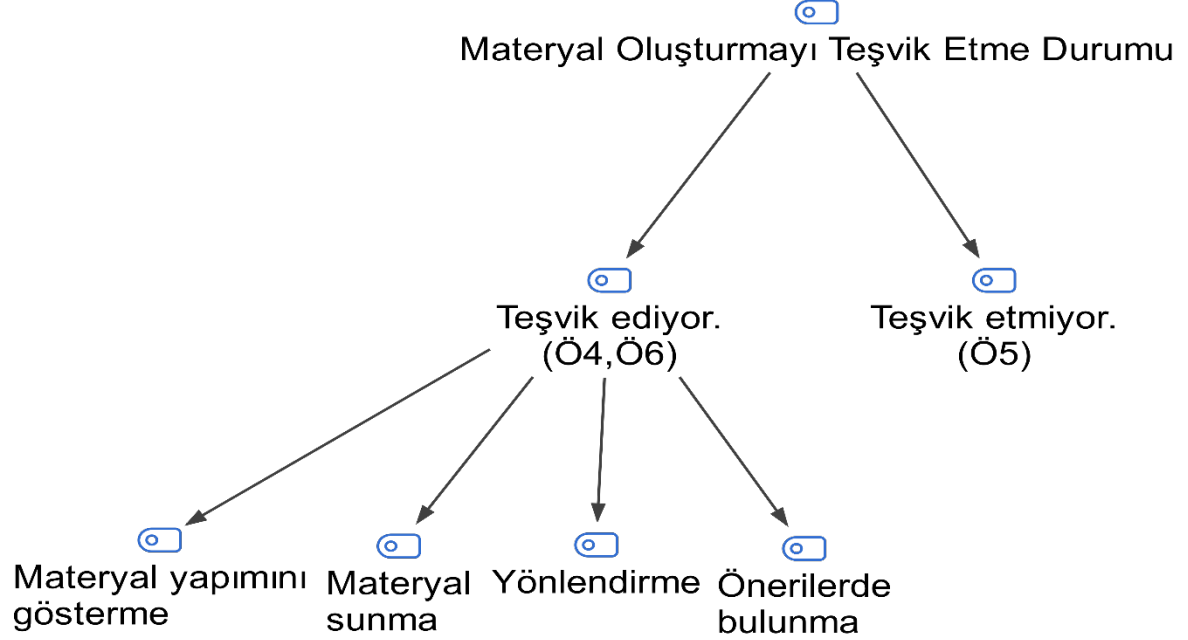 Materyal Oluşturmayı Teşvik Etme Durumu
Teşvik ediyor.
(Ö4,Ö6)
Teşvik etmiyor.
(Ö5)
Materyal yapımını
gösterme
Materyal
sunma
Yönlendirme
Önerilerde
bulunma